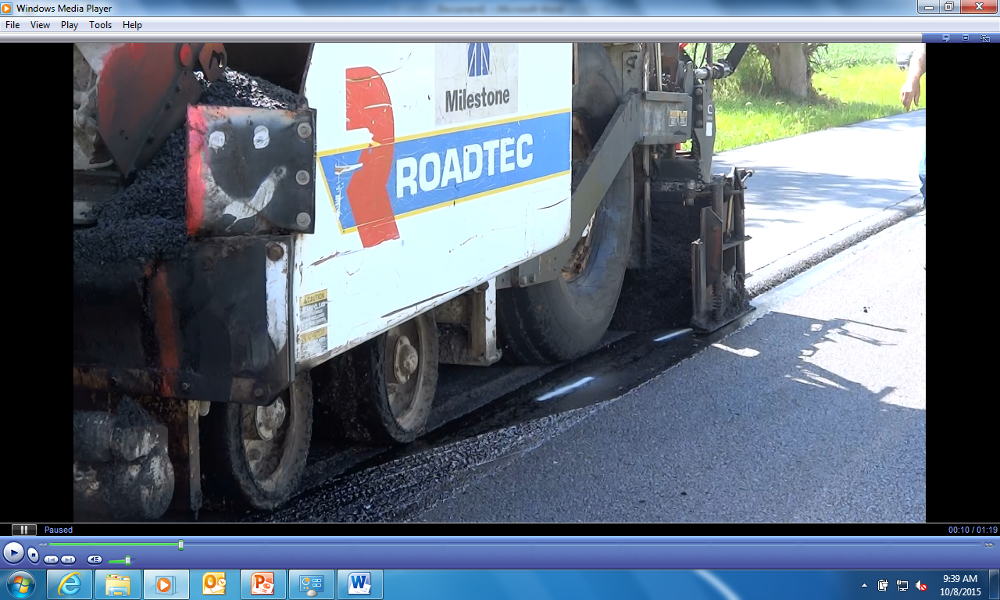 Windows Media Player
File View Play Tools Help
Milestone
ROADTEC
CAUTION
C
Paused
00:10 / 01:19
9:39 AM
10/8/2015